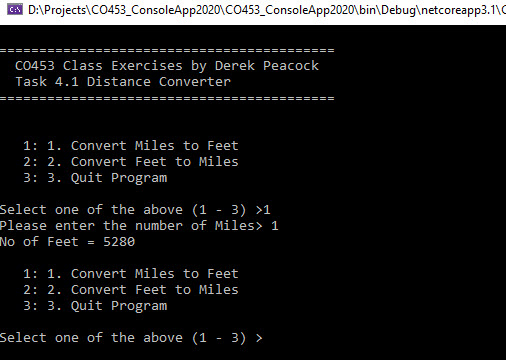 D:\Projects\CO453_ConsoleApp2020\CO453_ConsoleApp2020\bin\Debug\netcoreapp3.1\C
=========================================
CO453 Class Exercises by Derek Peacock
Task 4.1 Distance Converter
=========================================
1: 1. Convert Miles to Feet
2: 2. Convert Feet to Miles
3: 3. Quit Program
Select one of the above (1 - 3) >1
Please enter the number of Miles> 1
No of Feet = 5280
1: 1. Convert Miles to Feet
2: 2. Convert Feet to Miles
3: 3. Quit Program
Select one of the above (1 - 3) >